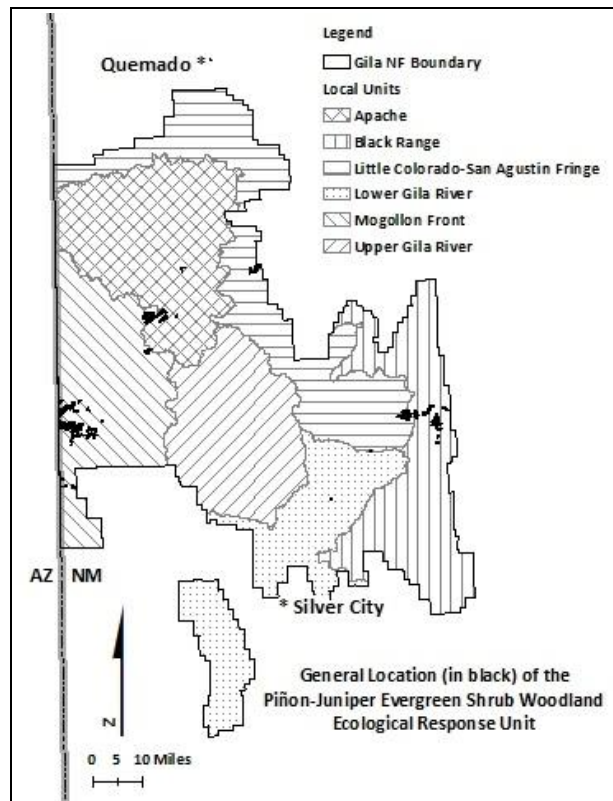 Quemado *
Legend
Gila NF Boundary
Local Units
Apache
Black Range
Little Colorado-San Agustin Fringe
Lower Gila River
Mogollon Front
Upper Gila River
AZ NM
* Silver City
N
General Location (in black) of the
Piñon-Juniper Evergreen Shrub Woodland
Ecological Response Unit
0 5 10 Miles